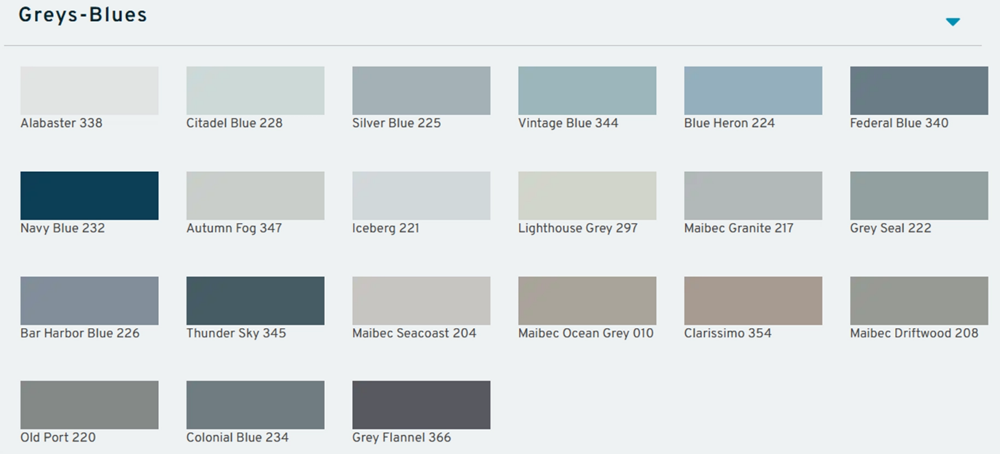 Greys-Blues
Alabaster 338
Citadel Blue 228
Silver Blue 225
Vintage Blue 344
Blue Heron 224
Federal Blue 340
Navy Blue 232
Autumn Fog 347
Iceberg 221
Lighthouse Grey 297
Maibec Granite 217
Grey Seal 222
Bar Harbor Blue 226
Thunder Sky 345
Maibec Seacoast 204
Maibec Ocean Grey 010
Clarissimo 354
Maibec Driftwood 208
Old Port 220
Colonial Blue 234
Grey Flannel 366